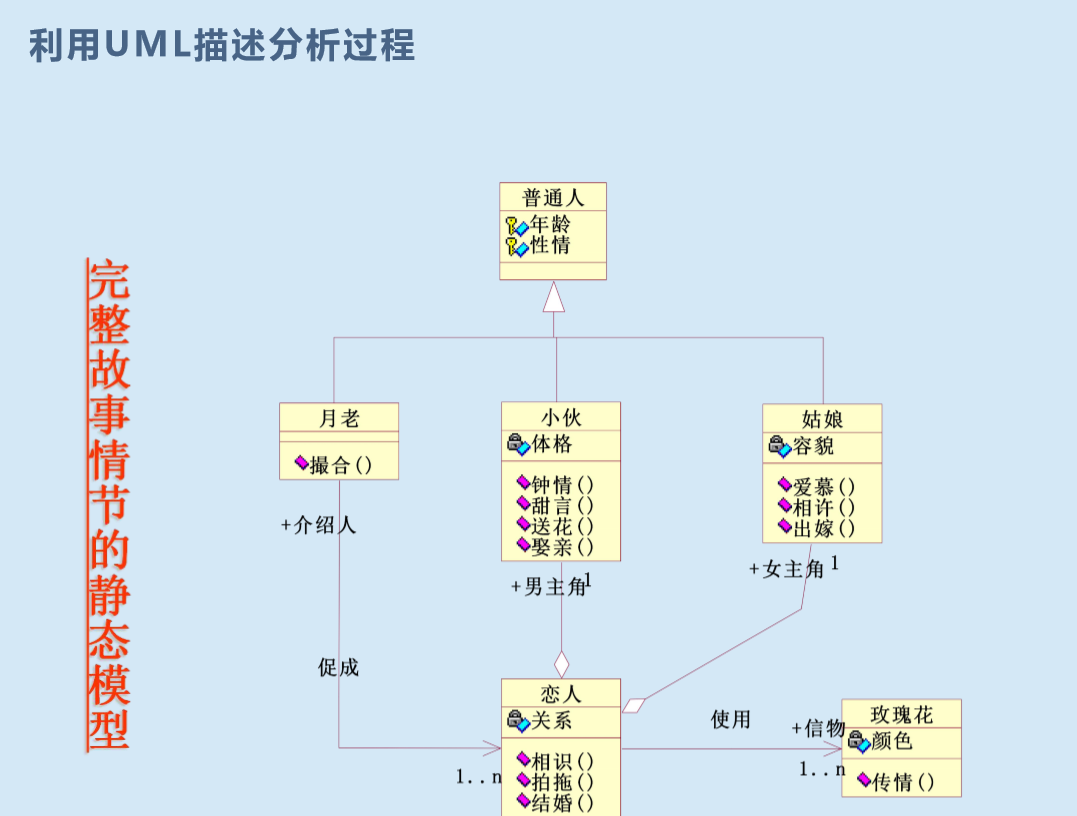 利用UML描述分析过程
完整故事情节的静态模型
普通人
年龄
性情
月老
撮合()
小伙
体格
钟情()
甜言()
送花()
娶亲()
姑娘
容貌
爱慕()
相许()
出嫁()
+介绍人
+男主角
1
+女主角
1
促成
1..n
恋人
关系
相识()
拍拖()
结婚()
使用
+信物
1..n
玫瑰花
颜色
传情()